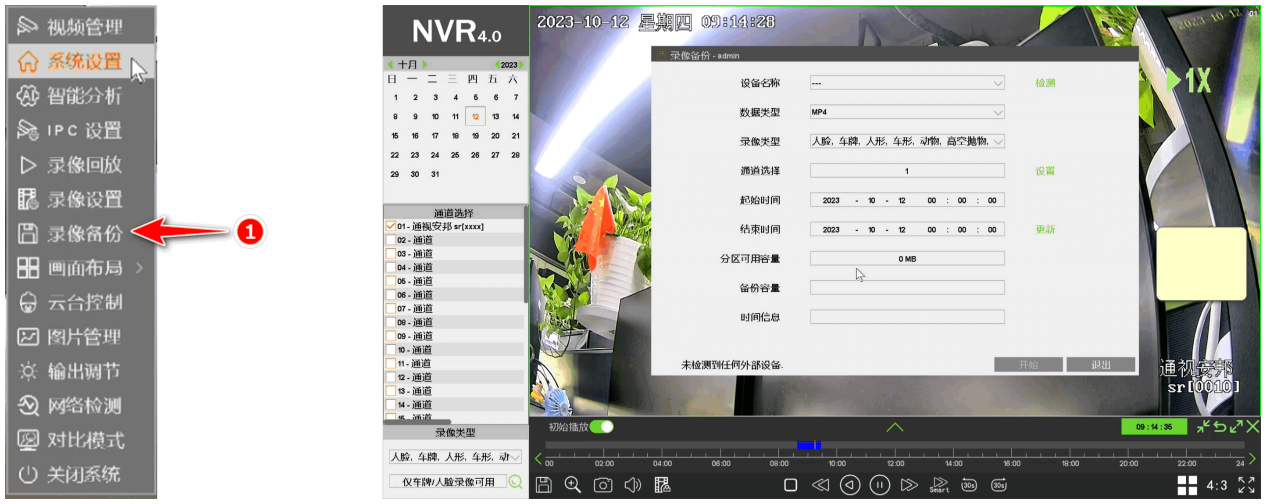 视频管理
系统设置
智能分析
IPC 设置
录像回放
录像设置
录像备份
1
画面布局
云台控制
图片管理
输出调节
网络检测
对比模式
关闭系统
NVR4.0
十月 2023
日 一 二 三 四 五 六
1 2 3 4 5 6 7
8 9 10 11 12 13 14
15 16 17 18 19 20 21
22 23 24 25 26 27 28
29 30 31
通道选择
01 - 通视安邦 sr[xxxx]
02 - 通道
03 - 通道
04 - 通道
05 - 通道
06 - 通道
07 - 通道
08 - 通道
09 - 通道
10 - 通道
11 - 通道
12 - 通道
13 - 通道
14 - 通道
15 - 通道
录像类型
人脸, 车牌, 人形, 车形, 动
仅车牌/人脸录像可用
2023-10-12 星期四 09:14:28
2023-10-12 01
1X
录像备份 - admin
设备名称 --- 检测
数据类型 MP4
录像类型 人脸, 车牌, 人形, 车形, 动物, 高空抛物,
通道选择 1 设置
起始时间 2023 - 10 - 12 00 : 00 : 00
结束时间 2023 - 10 - 12 00 : 00 : 00 更新
分区可用容量 0 MB
备份容量
时间信息
未检测到任何外部设备. 开始 退出
通视安邦
sr[0010]
初始播放 09:14:35
00 02:00 04:00 06:00 08:00 10:00 12:00 14:00 16:00 18:00 20:00 22:00 24
Smart 30s 30s 4:3